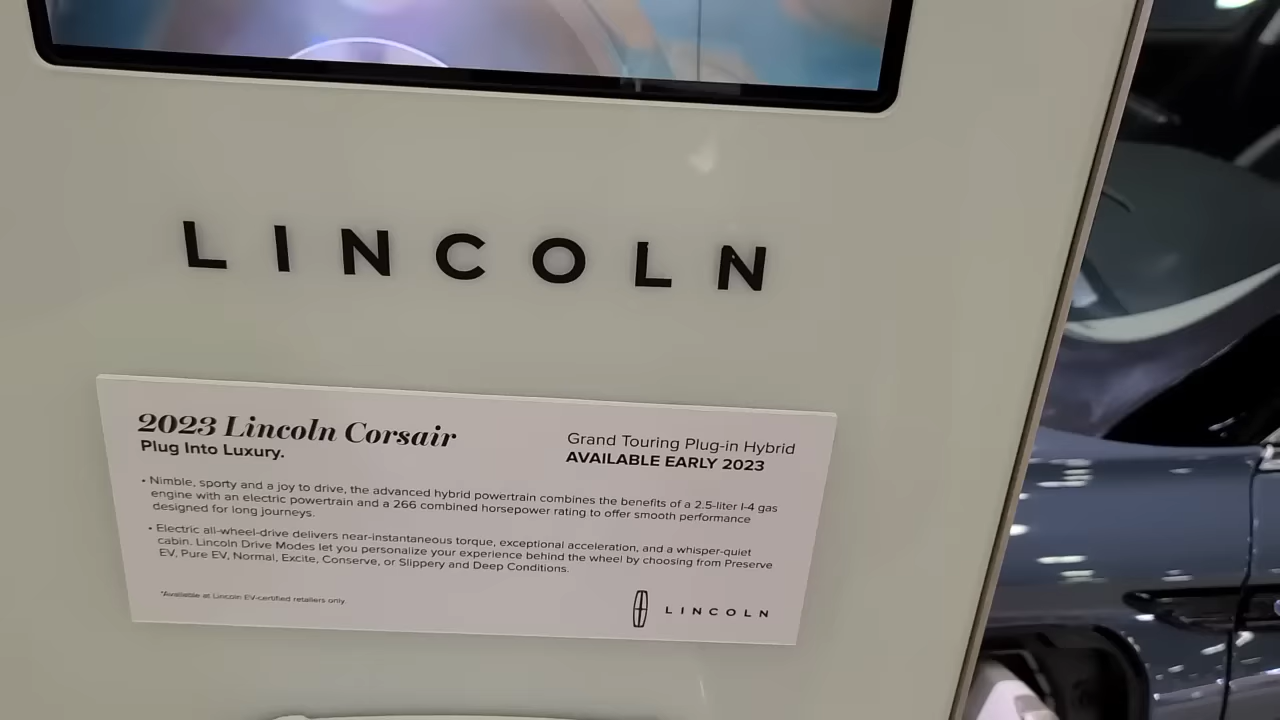 LINCOLN
2023 Lincoln Corsair
Plug Into Luxury.
Grand Touring Plug-in Hybrid
AVAILABLE EARLY 2023
• Nimble, sporty and a joy to drive, the advanced hybrid powertrain combines the benefits of a 2.5-liter I-4 gas
engine with an electric powertrain and a 266 combined horsepower rating to offer smooth performance
designed for long journeys.
• Electric all-wheel-drive delivers near-instantaneous torque, exceptional acceleration, and a whisper-quiet
cabin. Lincoln Drive Modes let you personalize your experience behind the wheel by choosing from Preserve
EV, Pure EV, Normal, Excite, Conserve, or Slippery and Deep Conditions.
*Available at Lincoln EV-certified retailers only.
LINCOLN